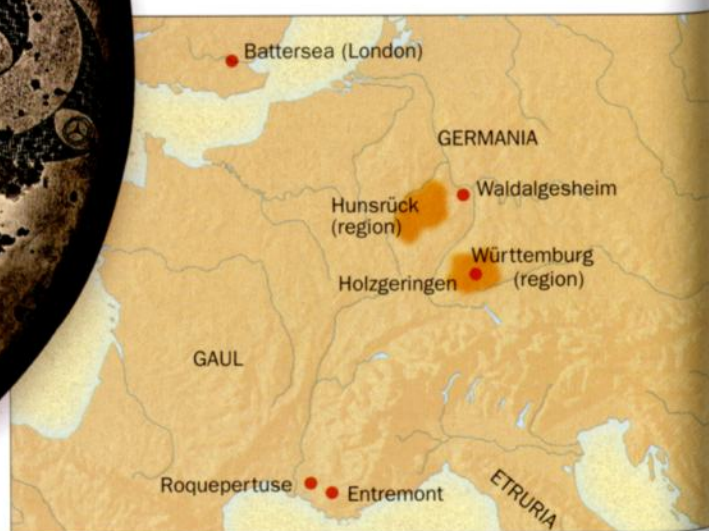 Battersea (London)
GERMANIA
Waldalgesheim
Hunsrück
(region)
Württemburg
(region)
Holzgeringen
GAUL
Roquepertuse
Entremont
ETRURIA